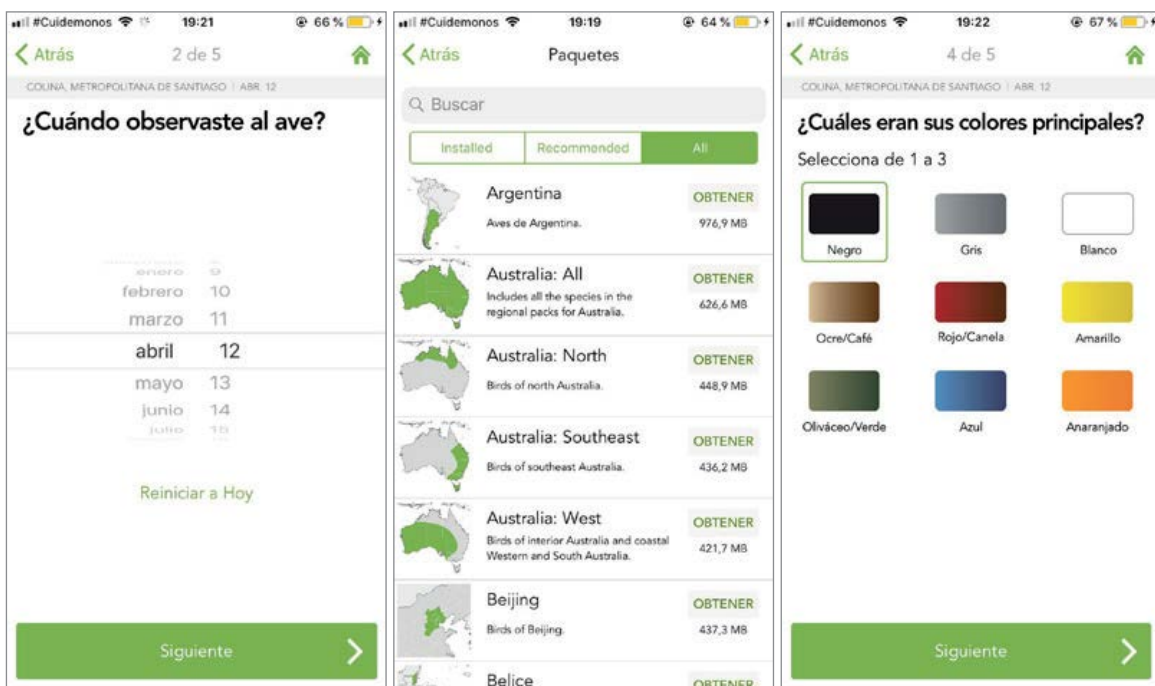 #Cuidemonos 19:21 66 %
Atrás 2 de 5
COLINA, METROPOLITANA DE SANTIAGO | ABR. 12
¿Cuándo observaste al ave?
enero 9
febrero 10
marzo 11
abril 12
mayo 13
junio 14
julio 15
Reiniciar a Hoy
Siguiente
#Cuidemonos 19:19 64 %
Atrás Paquetes
Buscar
Installed Recommended All
Argentina OBTENER
Aves de Argentina. 976,9 MB
Australia: All OBTENER
Includes all the species in the 626,6 MB
regional packs for Australia.
Australia: North OBTENER
Birds of north Australia. 448,9 MB
Australia: Southeast OBTENER
Birds of southeast Australia. 436,2 MB
Australia: West OBTENER
Birds of interior Australia and coastal 421,7 MB
Western and South Australia.
Beijing OBTENER
Birds of Beijing. 437,3 MB
Belice OBTENER
#Cuidemonos 19:22 67 %
Atrás 4 de 5
COLINA, METROPOLITANA DE SANTIAGO | ABR. 12
¿Cuáles eran sus colores principales?
Selecciona de 1 a 3
Negro Gris Blanco
Ocre/Café Rojo/Canela Amarillo
Oliváceo/Verde Azul Anaranjado
Siguiente